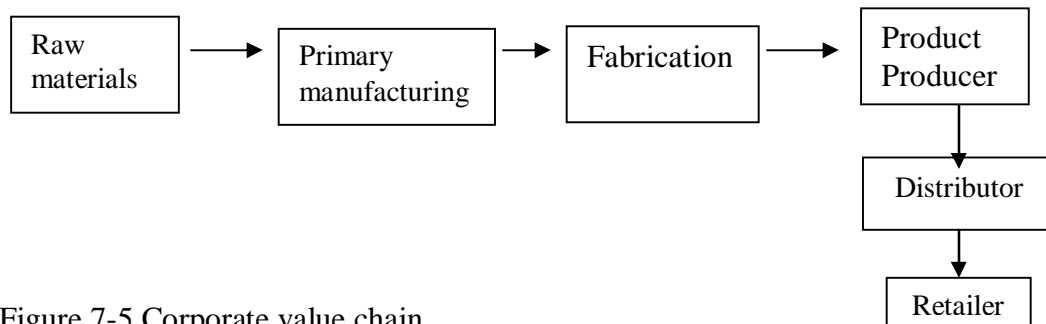 Raw
materials
Primary
manufacturing
Fabrication
Product
Producer
Distributor
Retailer
Figure 7-5 Corporate value chain